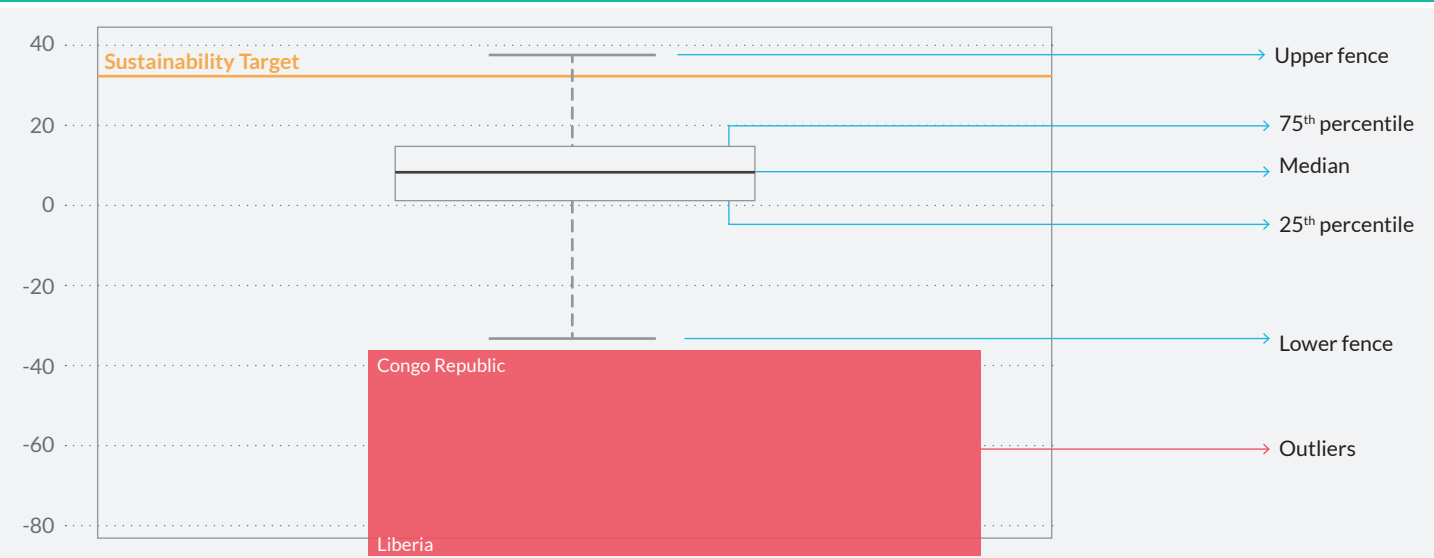 40
Sustainability Target
Upper fence
20
75th percentile
Median
0
25th percentile
-20
Lower fence
-40
Congo Republic
-60
Outliers
-80
Liberia